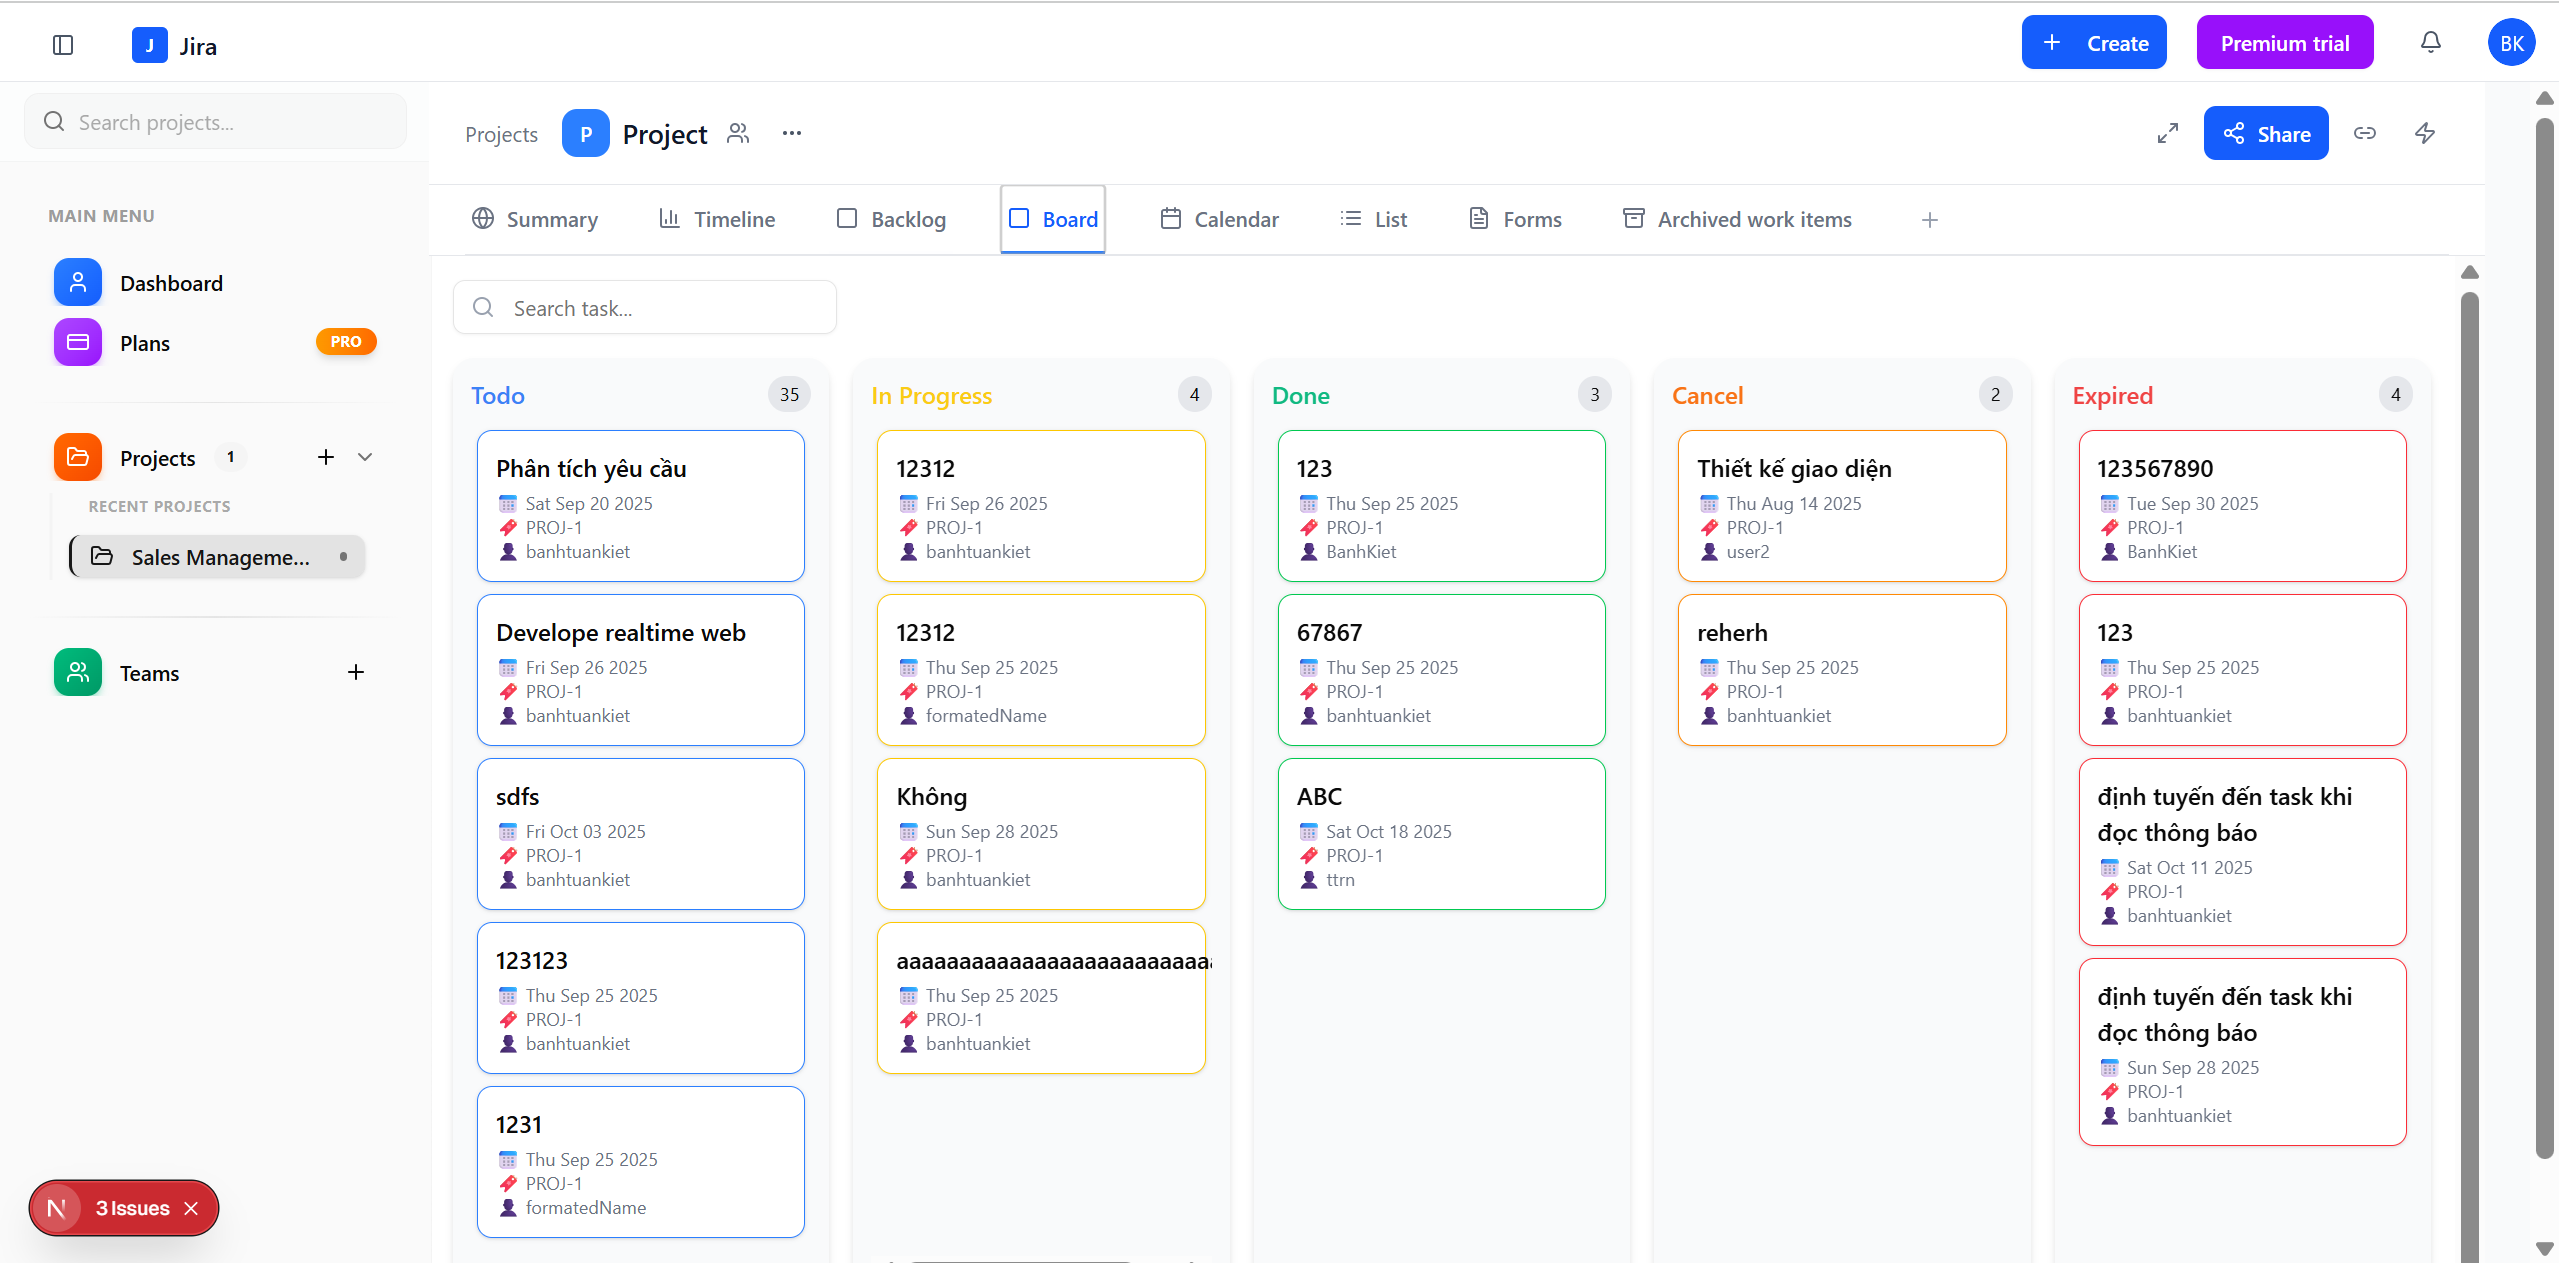 J Jira
+ Create
Premium trial
BK
Search projects...
MAIN MENU
Dashboard
Plans PRO
Projects 1
RECENT PROJECTS
Sales Manageme...
Teams
N 3 Issues
Projects P Project
Share
Summary Timeline Backlog Board Calendar List Forms Archived work items
Search task...
Todo 35
Phân tích yêu cầu
Sat Sep 20 2025
PROJ-1
banhtuankiet
Develope realtime web
Fri Sep 26 2025
PROJ-1
banhtuankiet
sdfs
Fri Oct 03 2025
PROJ-1
banhtuankiet
123123
Thu Sep 25 2025
PROJ-1
banhtuankiet
1231
Thu Sep 25 2025
PROJ-1
formatedName
In Progress 4
12312
Fri Sep 26 2025
PROJ-1
banhtuankiet
12312
Thu Sep 25 2025
PROJ-1
formatedName
Không
Sun Sep 28 2025
PROJ-1
banhtuankiet
aaaaaaaaaaaaaaaaaaaaaaaaaa
Thu Sep 25 2025
PROJ-1
banhtuankiet
Done 3
123
Thu Sep 25 2025
PROJ-1
BanhKiet
67867
Thu Sep 25 2025
PROJ-1
banhtuankiet
ABC
Sat Oct 18 2025
PROJ-1
ttrn
Cancel 2
Thiết kế giao diện
Thu Aug 14 2025
PROJ-1
user2
reherh
Thu Sep 25 2025
PROJ-1
banhtuankiet
Expired 4
123567890
Tue Sep 30 2025
PROJ-1
BanhKiet
123
Thu Sep 25 2025
PROJ-1
banhtuankiet
định tuyến đến task khi
đọc thông báo
Sat Oct 11 2025
PROJ-1
banhtuankiet
định tuyến đến task khi
đọc thông báo
Sun Sep 28 2025
PROJ-1
banhtuankiet